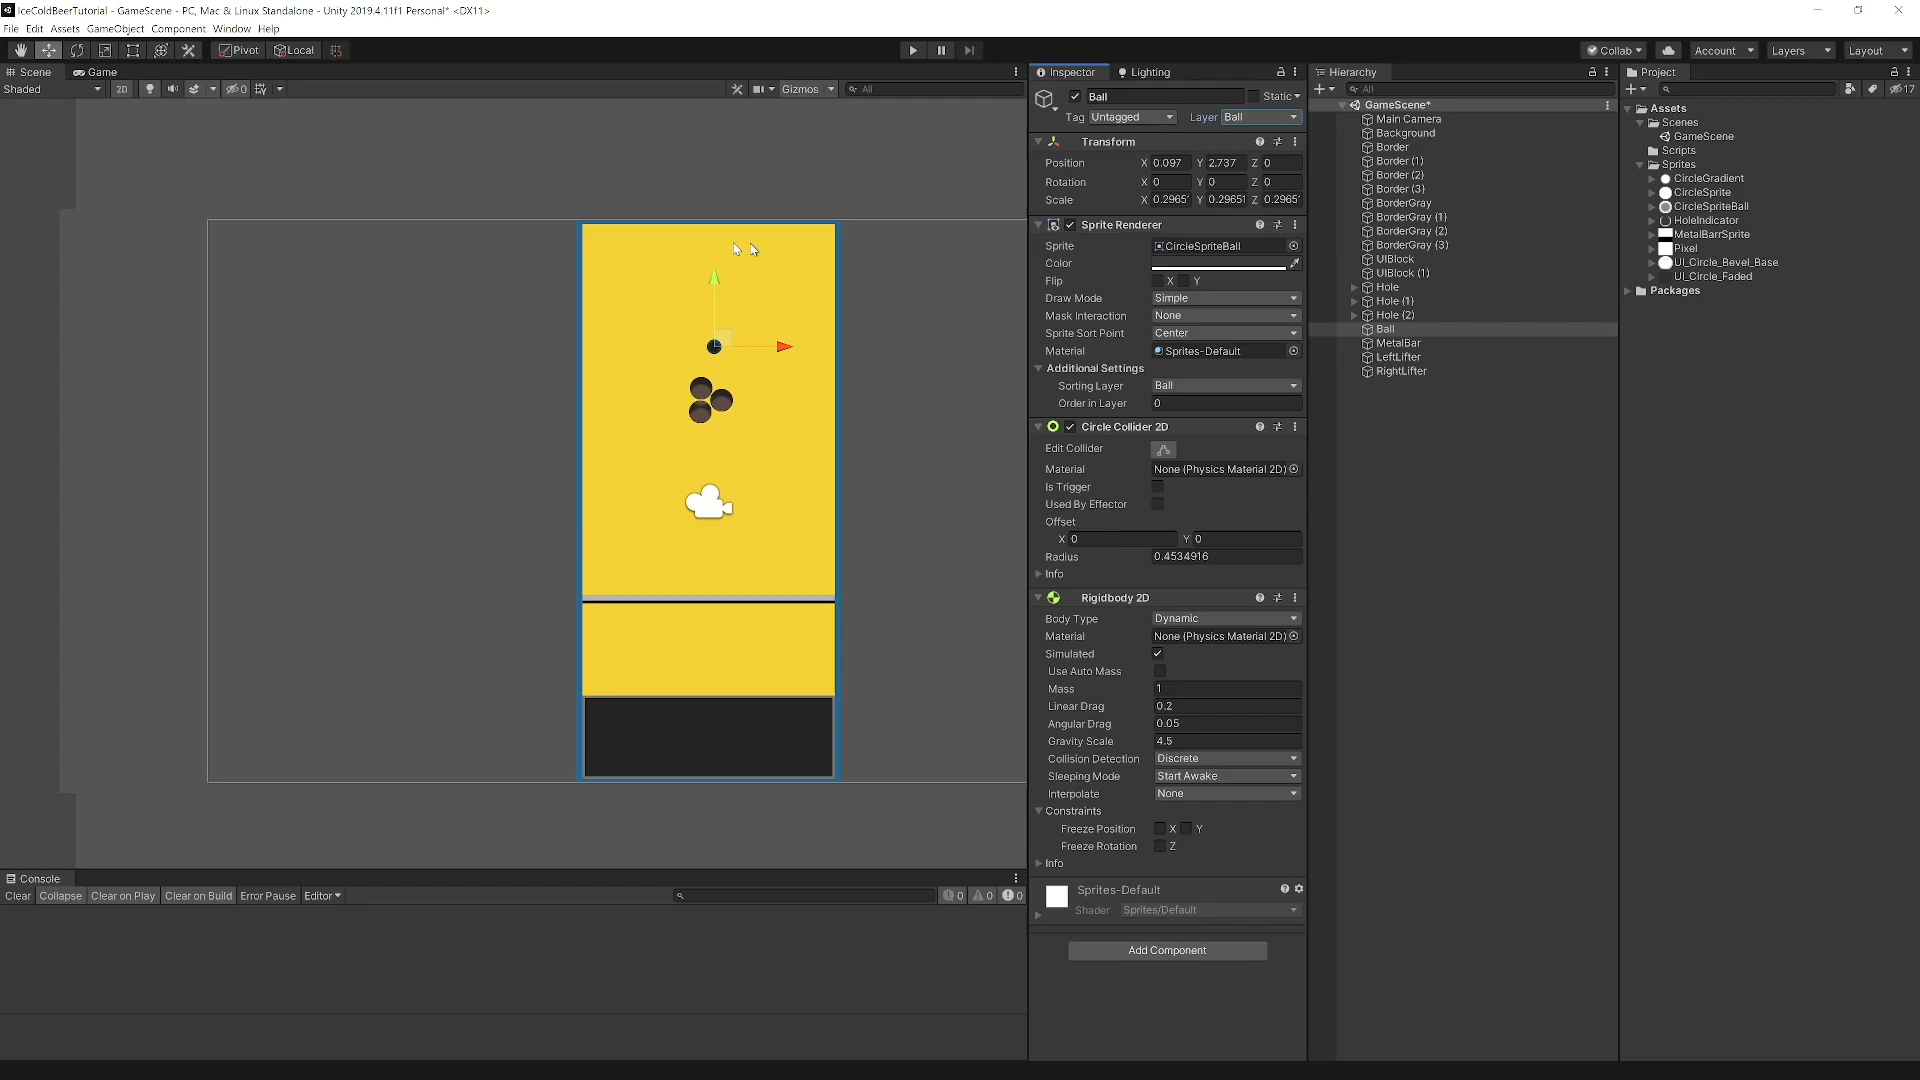 IceColdBeerTutorial - GameScene - PC, Mac & Linux Standalone - Unity 2019.4.11f1 Personal* <DX11>
File Edit Assets GameObject Component Window Help
Pivot Local Collab Account Layers Layout
Scene Game
Shaded 2D 0 Gizmos All
Inspector Lighting
Ball Static
Tag Untagged Layer Ball
Transform
Position X 0.097 Y 2.737 Z 0
Rotation X 0 Y 0 Z 0
Scale X 0.2965 Y 0.29651 Z 0.2965
Sprite Renderer
Sprite CircleSpriteBall
Color
Flip X Y
Draw Mode Simple
Mask Interaction None
Sprite Sort Point Center
Material Sprites-Default
Additional Settings
Sorting Layer Ball
Order in Layer 0
Circle Collider 2D
Edit Collider
Material None (Physics Material 2D)
Is Trigger
Used By Effector
Offset
X 0 Y 0
Radius 0.4534916
Info
Rigidbody 2D
Body Type Dynamic
Material None (Physics Material 2D)
Simulated
Use Auto Mass
Mass 1
Linear Drag 0.2
Angular Drag 0.05
Gravity Scale 4.5
Collision Detection Discrete
Sleeping Mode Start Awake
Interpolate None
Constraints
Freeze Position X Y
Freeze Rotation Z
Info
Sprites-Default
Shader Sprites/Default
Add Component
Hierarchy
All
GameScene*
Main Camera
Background
Border
Border (1)
Border (2)
Border (3)
BorderGray
BorderGray (1)
BorderGray (2)
BorderGray (3)
UIBlock
UIBlock (1)
Hole
Hole (1)
Hole (2)
Ball
MetalBar
LeftLifter
RightLifter
Project
17
Assets
Scenes
GameScene
Scripts
Sprites
CircleGradient
CircleSprite
CircleSpriteBall
HoleIndicator
MetalBarrSprite
Pixel
UI_Circle_Bevel_Base
UI_Circle_Faded
Packages
Console
Clear Collapse Clear on Play Clear on Build Error Pause Editor 0 0 0